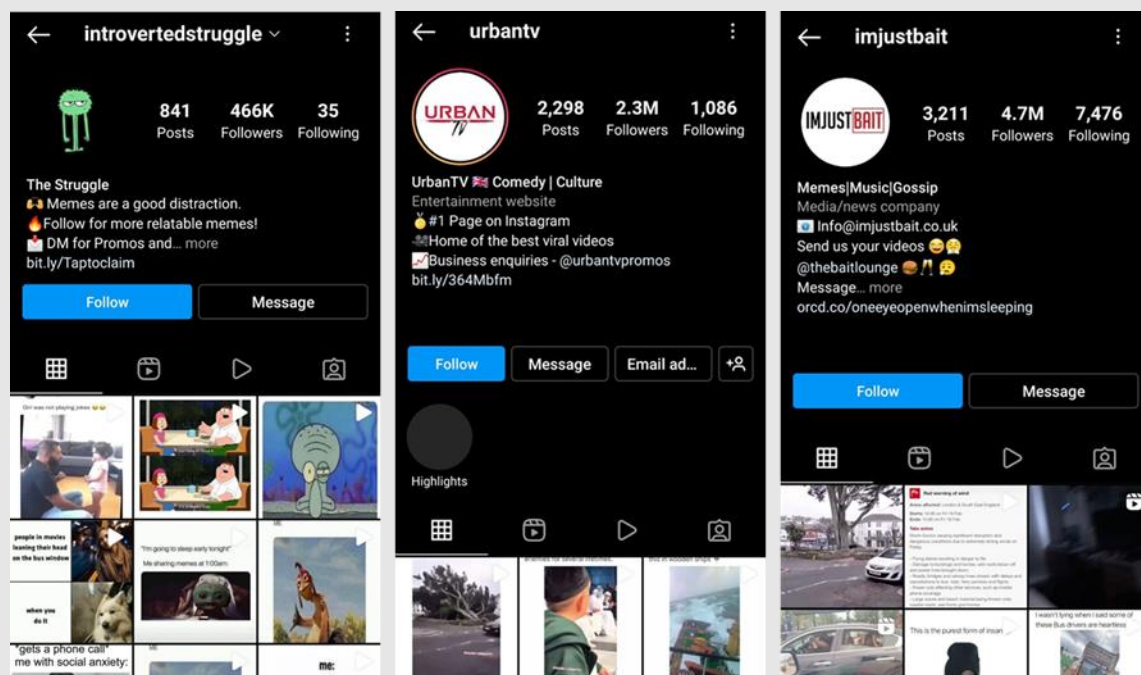 introvertedstruggle
841
466K
35
Posts
Followers
Following
The Struggle
Memes are a good distraction.
Follow for more relatable memes!
DM for Promos and... more
bit.ly/Taptoclaim
Follow
Message
Girl was not playing jokes
people in movies
leaning their head
on the bus window
when you
do it
"I'm going to sleep early tonight"
Me sharing memes at 1:00am:
ME
*gets a phone call*
me with social anxiety:
ME
me:
urbantv
URBAN
TV
2,298
2.3M
1,086
Posts
Followers
Following
UrbanTV 🇬🇧 Comedy | Culture
Entertainment website
#1 Page on Instagram
Home of the best viral videos
Business enquiries - @urbantvpromos
bit.ly/364Mbfm
Follow
Message
Email ad...
Highlights
imjustbait
IMJUSTBAIT
3,211
4.7M
7,476
Posts
Followers
Following
Memes|Music|Gossip
Media/news company
Info@imjustbait.co.uk
Send us your videos
@thebaitlounge
Message... more
orcd.co/oneeyeopenwhenimsleeping
Follow
Message
Red warning of wind
Take action
This is the purest form of insan
I wasn't lying when I said some of
these Bus drivers are heartless